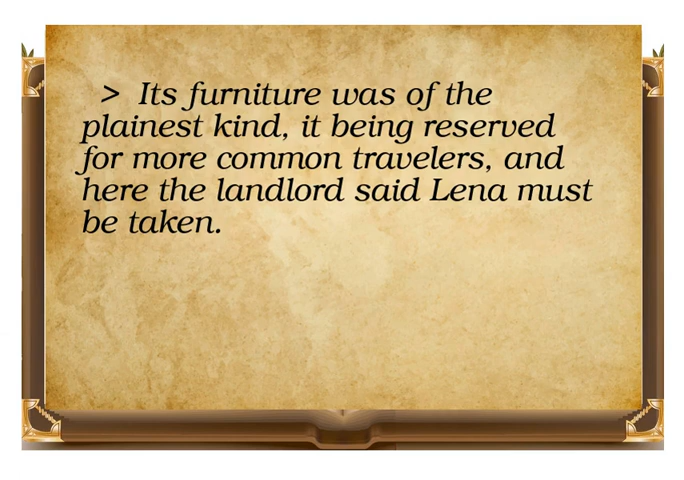 > Its furniture was of the
plainest kind, it being reserved
for more common travelers, and
here the landlord said Lena must
be taken.